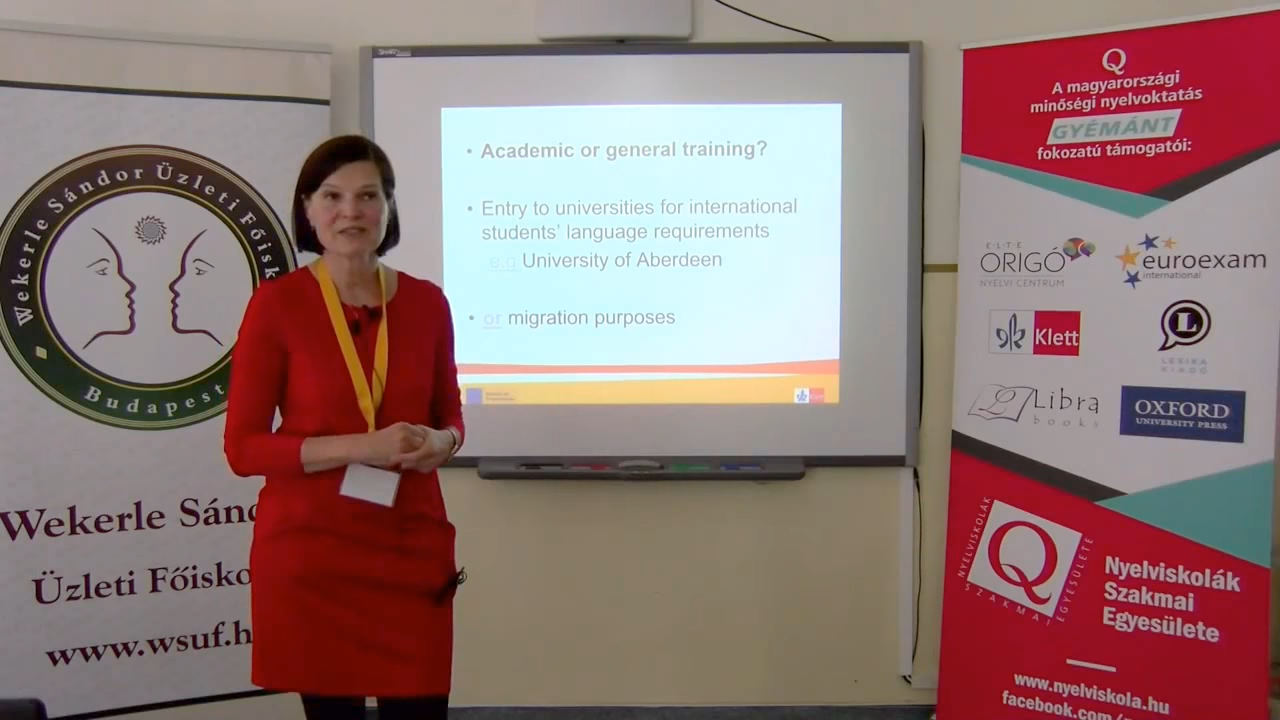 Wekerle Sándor Üzleti Főisk
Budapest
Wekerle Sánd
Üzleti Főisko
www.wsuf.h
SMART
• Academic or general training?
• Entry to universities for international
students' language requirements
e.g University of Aberdeen
• or migration purposes
Klett
Q
A magyarországi
minőségi nyelvoktatás
GYÉMÁNT
fokozatú támogatói:
ELTE
ORIGÓ
NYELVI CENTRUM
euroexam
international
Klett
L
LEXIKA
KIADÓ
Libra
books
OXFORD
UNIVERSITY PRESS
NYELVISKOLÁK
SZAKMAI
EGYESÜLETE
Q
Nyelviskolák
Szakmai
Egyesülete
www.nyelviskola.hu
facebook.com/